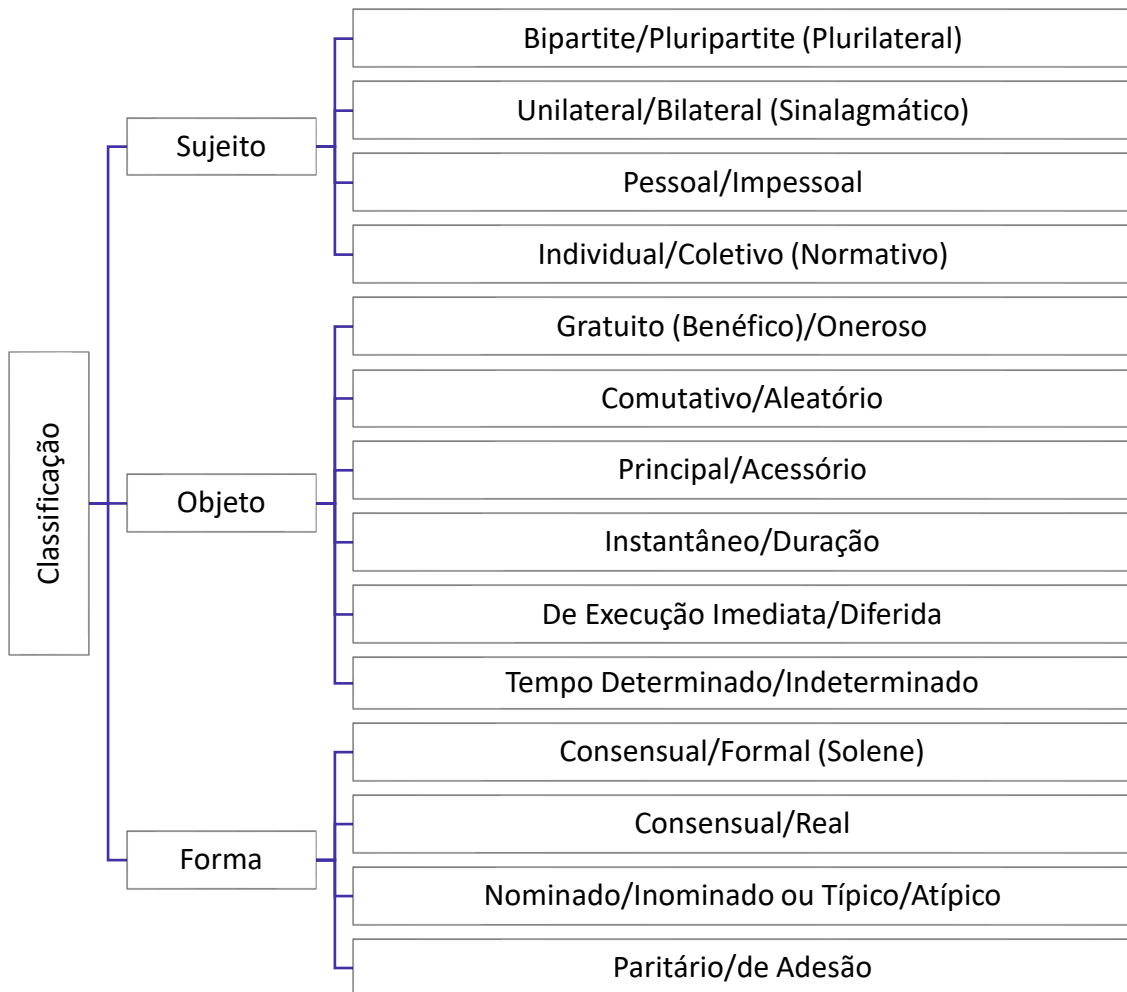 Classificação
Sujeito
Bipartite/Pluripartite (Plurilateral)
Unilateral/Bilateral (Sinalagmático)
Pessoal/Impessoal
Individual/Coletivo (Normativo)
Objeto
Gratuito (Benéfico)/Oneroso
Comutativo/Aleatório
Principal/Acessório
Instantâneo/Duração
De Execução Imediata/Diferida
Tempo Determinado/Indeterminado
Forma
Consensual/Formal (Solene)
Consensual/Real
Nominado/Inominado ou Típico/Atípico
Paritário/de Adesão